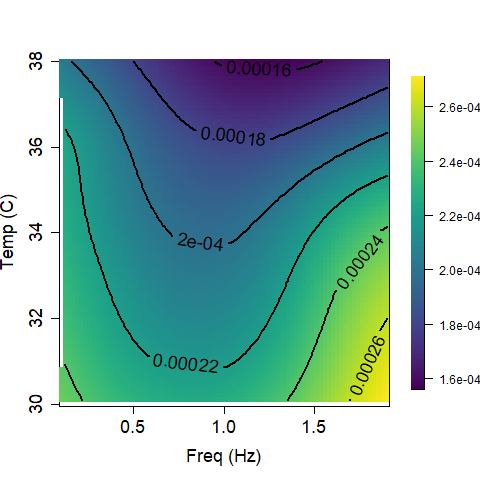 38
36
34
32
30
Temp (C)
0.00016
0.00018
2e-04
0.00022
0.00024
0.00026
0.5
1.0
1.5
Freq (Hz)
2.6e-04
2.4e-04
2.2e-04
2.0e-04
1.8e-04
1.6e-04